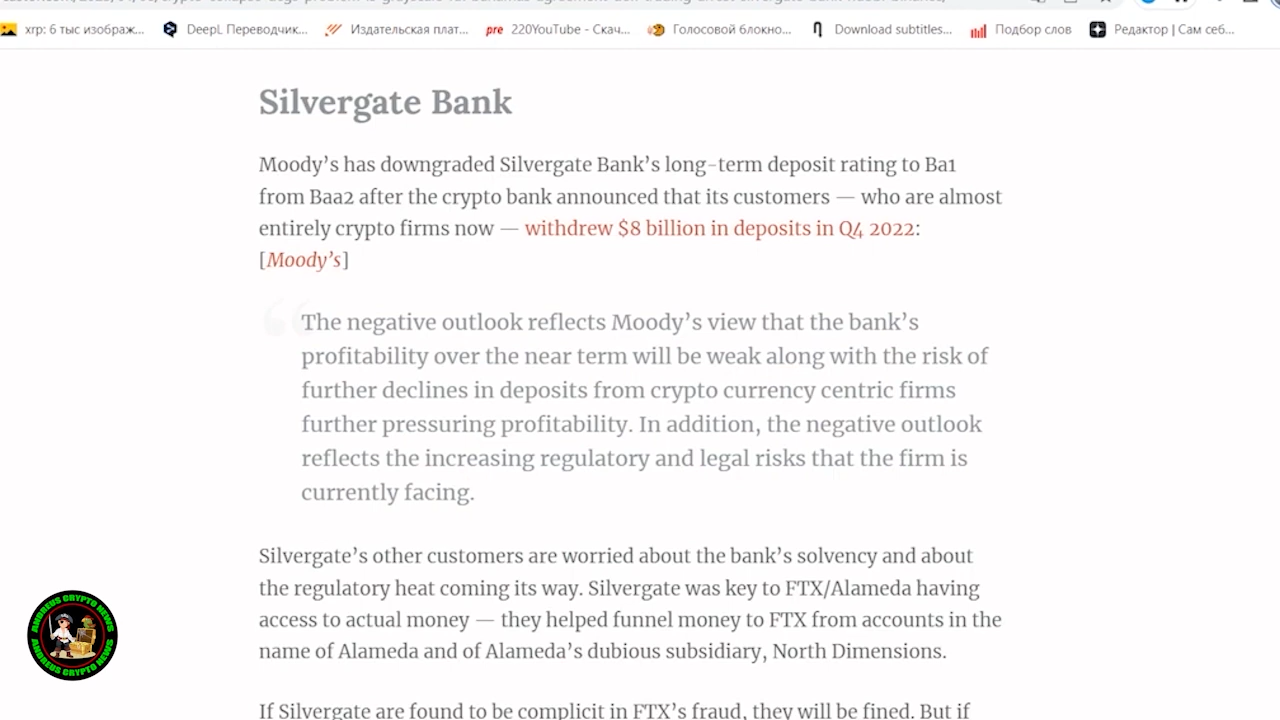 xrp: 6 тыс изображ...
DeepL Переводчик...
Издательская плат...
pre 220YouTube - Скач...
Голосовой блокно...
Download subtitles...
Подбор слов
Редактор | Сам себ...
Silvergate Bank
Moody’s has downgraded Silvergate Bank’s long-term deposit rating to Ba1
from Baa2 after the crypto bank announced that its customers — who are almost
entirely crypto firms now — withdrew $8 billion in deposits in Q4 2022:
[Moody’s]
“The negative outlook reflects Moody’s view that the bank’s
profitability over the near term will be weak along with the risk of
further declines in deposits from crypto currency centric firms
further pressuring profitability. In addition, the negative outlook
reflects the increasing regulatory and legal risks that the firm is
currently facing.
Silvergate’s other customers are worried about the bank’s solvency and about
the regulatory heat coming its way. Silvergate was key to FTX/Alameda having
access to actual money — they helped funnel money to FTX from accounts in the
name of Alameda and of Alameda’s dubious subsidiary, North Dimensions.
If Silvergate are found to be complicit in FTX’s fraud, they will be fined. But if
ANDREUS CRYPTO NEWS
ANDREUS CRYPTO NEWS